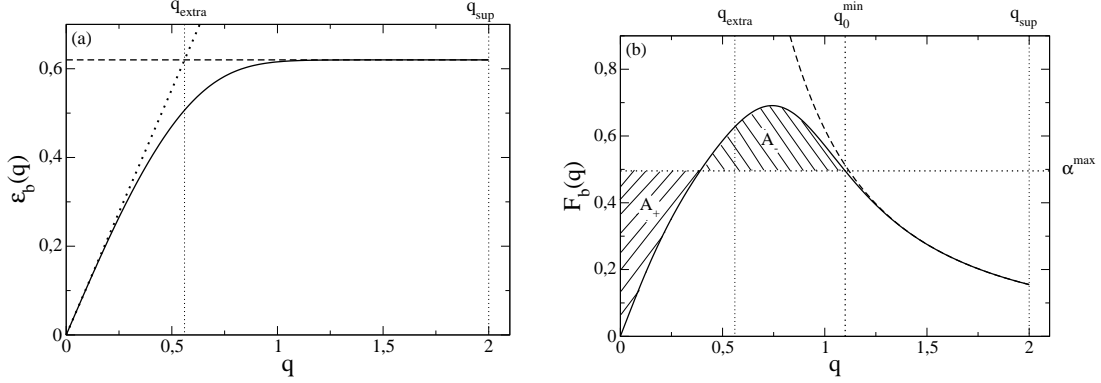 q_extra
q_sup
(a)
0,6
0,4
0,2
0
ε_b(q)
0
0,5
1
1,5
2
q
q_extra
q_0^min
q_sup
(b)
0,8
0,6
0,4
0,2
0
F_b(q)
A_-
A_+
α^max
0
0,5
1
1,5
2
q